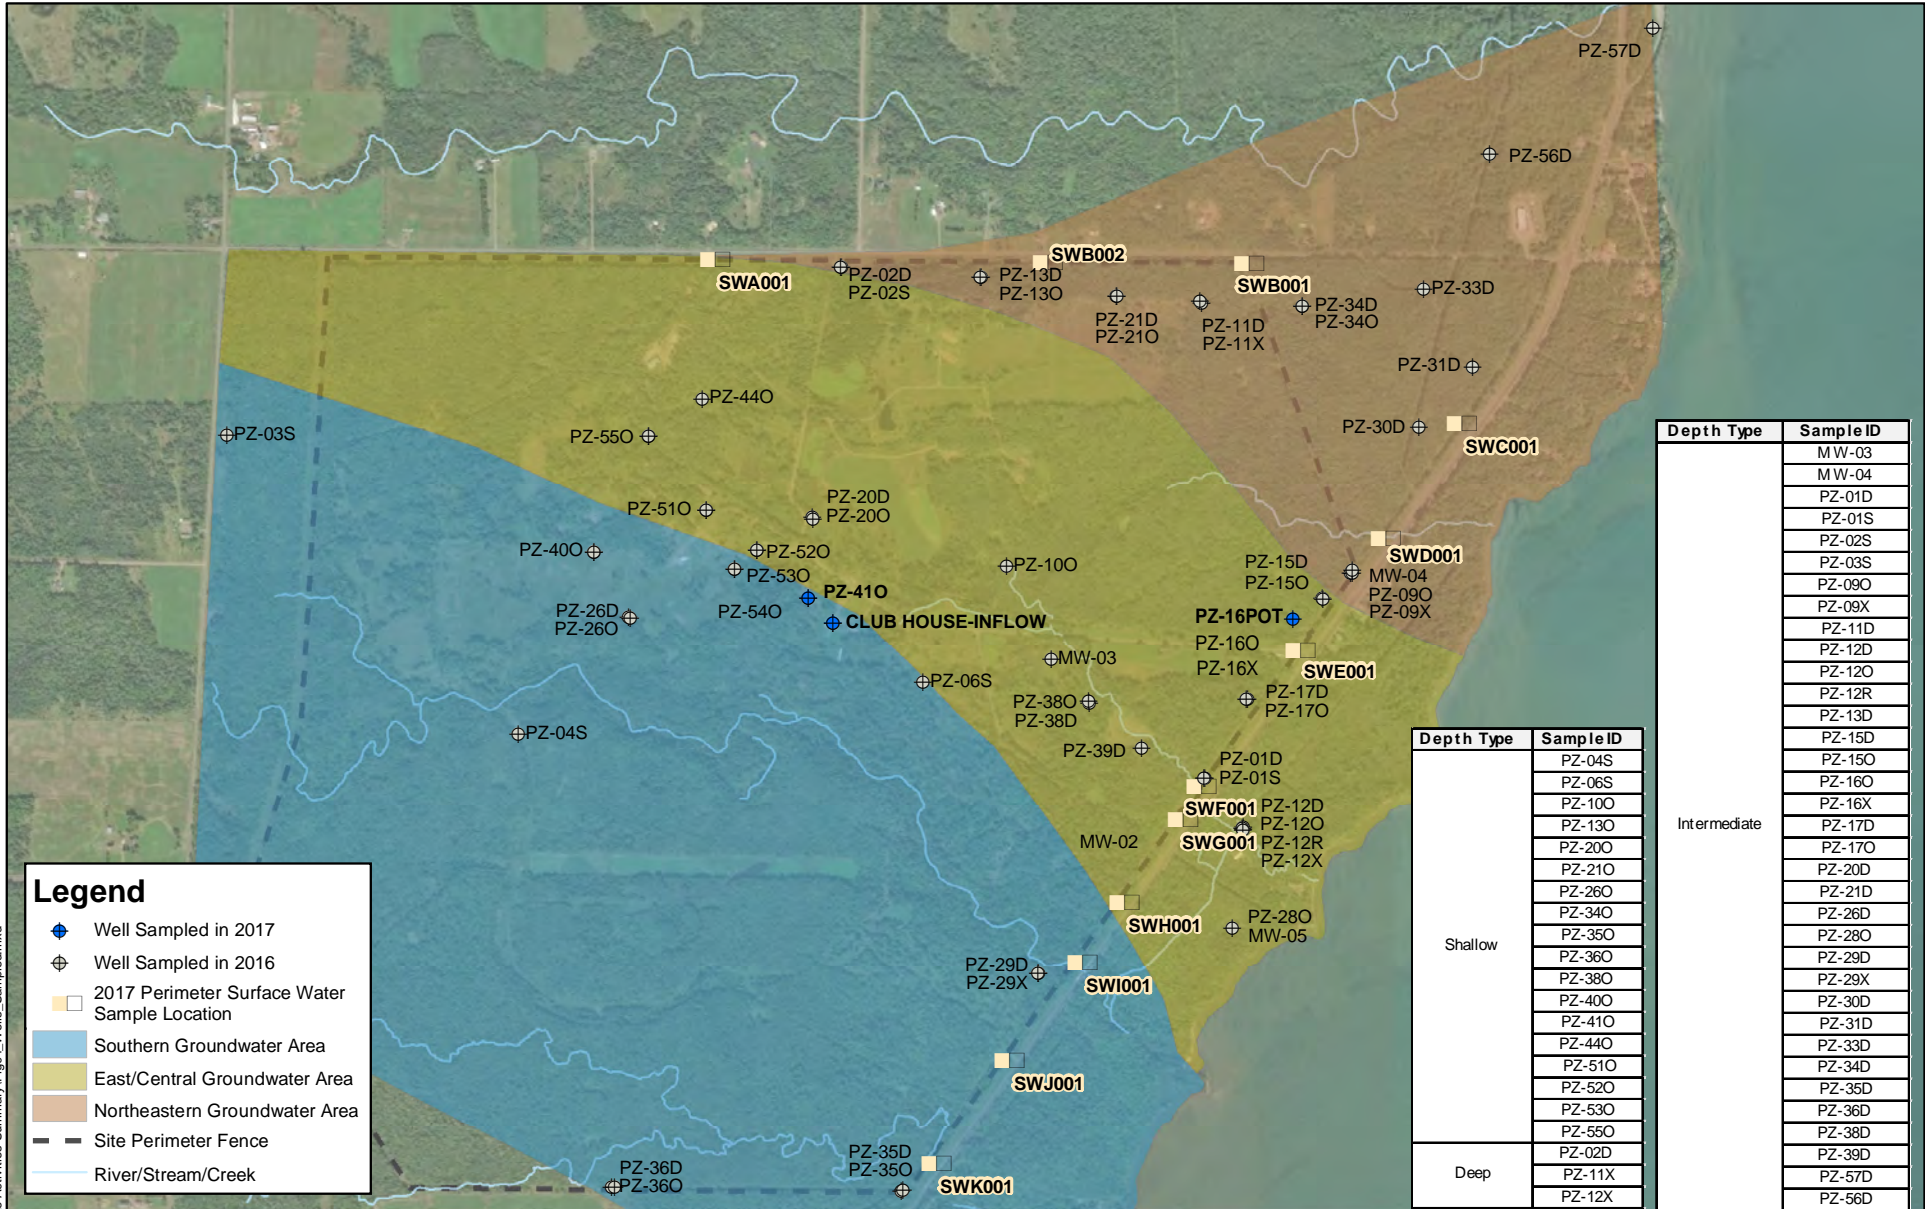 PZ-57D
PZ-56D
SWA001
PZ-02D
PZ-02S
PZ-13D
PZ-13O
SWB002
SWB001
PZ-21D
PZ-21O
PZ-11D
PZ-11X
PZ-34D
PZ-34O
PZ-33D
PZ-31D
PZ-30D
SWC001
PZ-03S
PZ-44O
PZ-55O
PZ-51O
PZ-20D
PZ-20O
PZ-40O
PZ-52O
PZ-53O
PZ-54O
PZ-41O
CLUB HOUSE-INFLOW
PZ-26D
PZ-26O
PZ-10O
PZ-15D
PZ-15O
SWD001
MW-04
PZ-09O
PZ-09X
PZ-16POT
PZ-16O
PZ-16X
SWE001
MW-03
PZ-06S
PZ-38O
PZ-38D
PZ-17D
PZ-17O
PZ-04S
PZ-39D
PZ-01D
PZ-01S
SWF001
SWG001
PZ-12D
PZ-12O
PZ-12R
PZ-12X
MW-02
SWH001
PZ-28O
MW-05
PZ-29D
PZ-29X
SWI001
SWJ001
PZ-35D
PZ-35O
SWK001
PZ-36D
PZ-36O
Legend
Well Sampled in 2017
Well Sampled in 2016
2017 Perimeter Surface Water
Sample Location
Southern Groundwater Area
East/Central Groundwater Area
Northeastern Groundwater Area
Site Perimeter Fence
River/Stream/Creek
Depth Type SampleID
Shallow
PZ-04S
PZ-06S
PZ-10O
PZ-13O
PZ-20O
PZ-21O
PZ-26O
PZ-34O
PZ-35O
PZ-36O
PZ-38O
PZ-40O
PZ-41O
PZ-44O
PZ-51O
PZ-52O
PZ-53O
PZ-55O
Deep
PZ-02D
PZ-11X
PZ-12X
Depth Type SampleID
Intermediate
MW-03
MW-04
PZ-01D
PZ-01S
PZ-02S
PZ-03S
PZ-09O
PZ-09X
PZ-11D
PZ-12D
PZ-12O
PZ-12R
PZ-13D
PZ-15D
PZ-15O
PZ-16O
PZ-16X
PZ-17D
PZ-17O
PZ-20D
PZ-21D
PZ-26D
PZ-28O
PZ-29D
PZ-29X
PZ-30D
PZ-31D
PZ-33D
PZ-34D
PZ-35D
PZ-36D
PZ-38D
PZ-39D
PZ-57D
PZ-56D